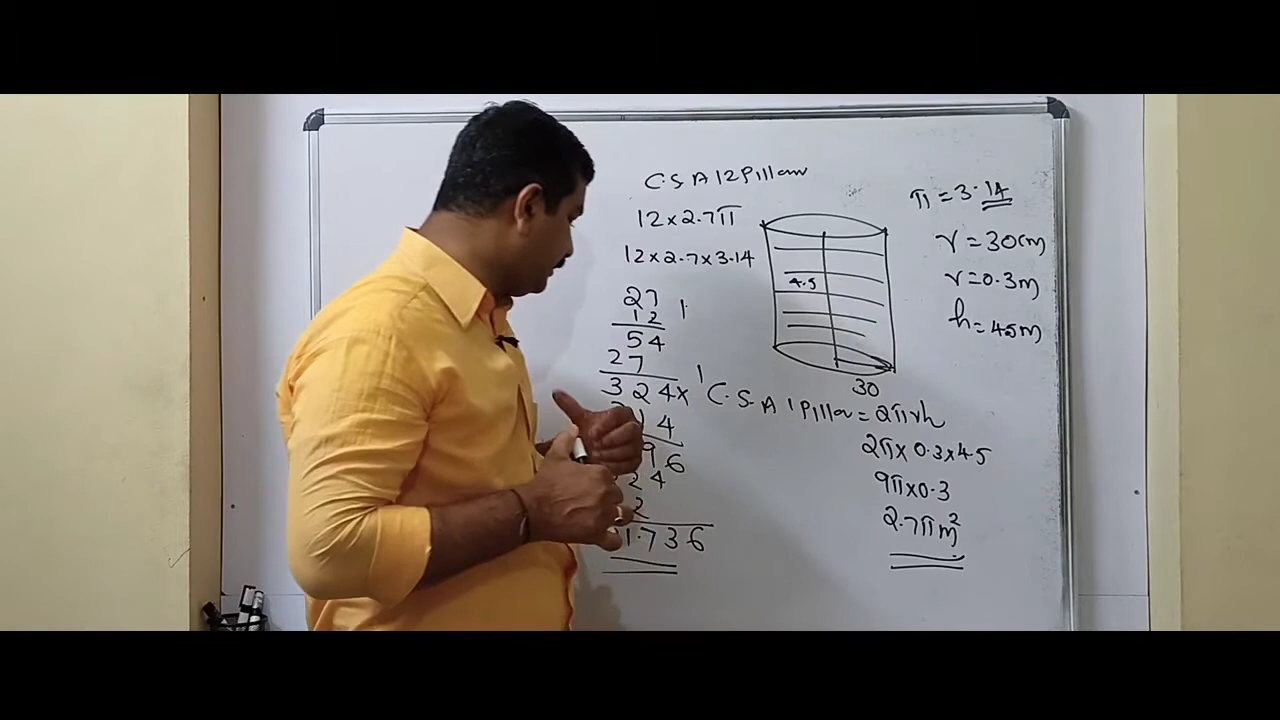 C.S.A 12 Pillar
12×2.7π
12×2.7×3.14
27
12
54
27
324×
14
96
24
2
1.736
4.5
30
π = 3.14
r = 30cm
r = 0.3m
h = 4.5m
C.S.A 1 Pillar = 2πrh
2π× 0.3×4.5
9π×0.3
2.7πm²